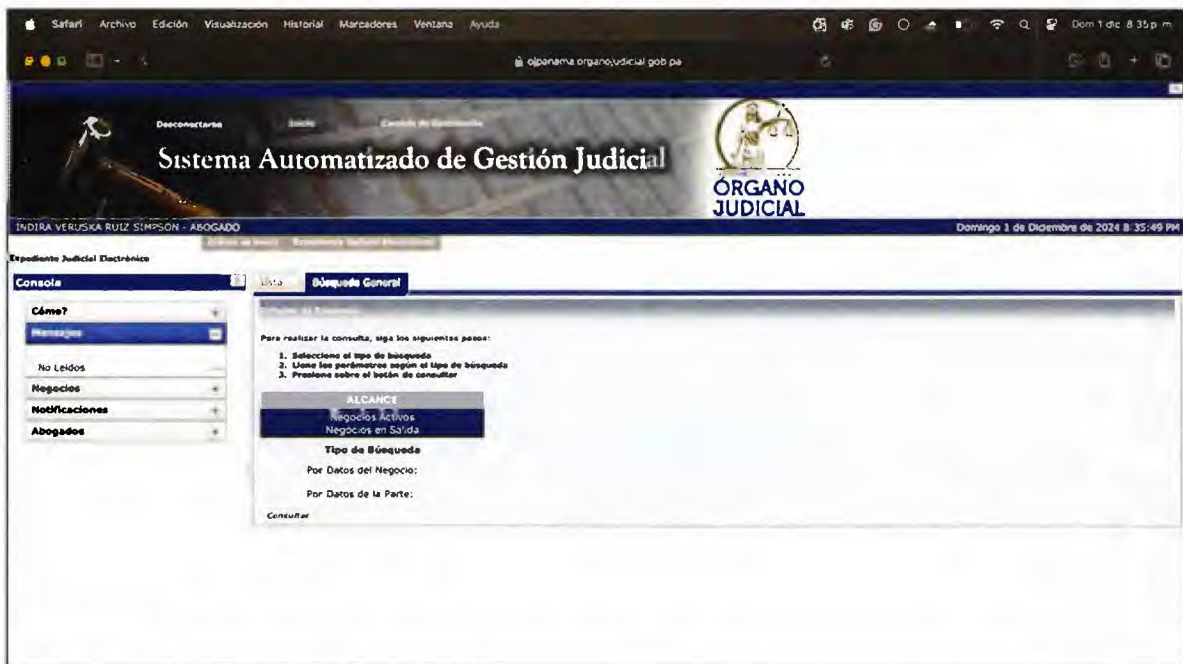 Safari Archivo Edición Visualización Historial Marcadores Ventana Ayuda Dom 1 dic 8 35 p m
ojpanama organojudicial gob pa
Desconectarse Inicio
Sistema Automatizado de Gestión Judicial
ÓRGANO
JUDICIAL
INDIRA VERUSKA RUIZ SIMPSON - ABOGADO Domingo 1 de Diciembre de 2024 8 35:49 PM
Expediente Judicial Electrónico
Consola Lista Búsqueda General
Cómo?
Mensajes
Para realizar la consulta, siga los siguientes pasos:
1. Seleccione el tipo de búsqueda
2. Llene los parámetros según el tipo de búsqueda
3. Presione sobre el botón de consultar
No Leídos
Negocios
Notificaciones
Abogados
ALCANCE
Negocios Activos
Negocios en Salida
Tipo de Búsqueda
Por Datos del Negocio:
Por Datos de la Parte:
Consultar